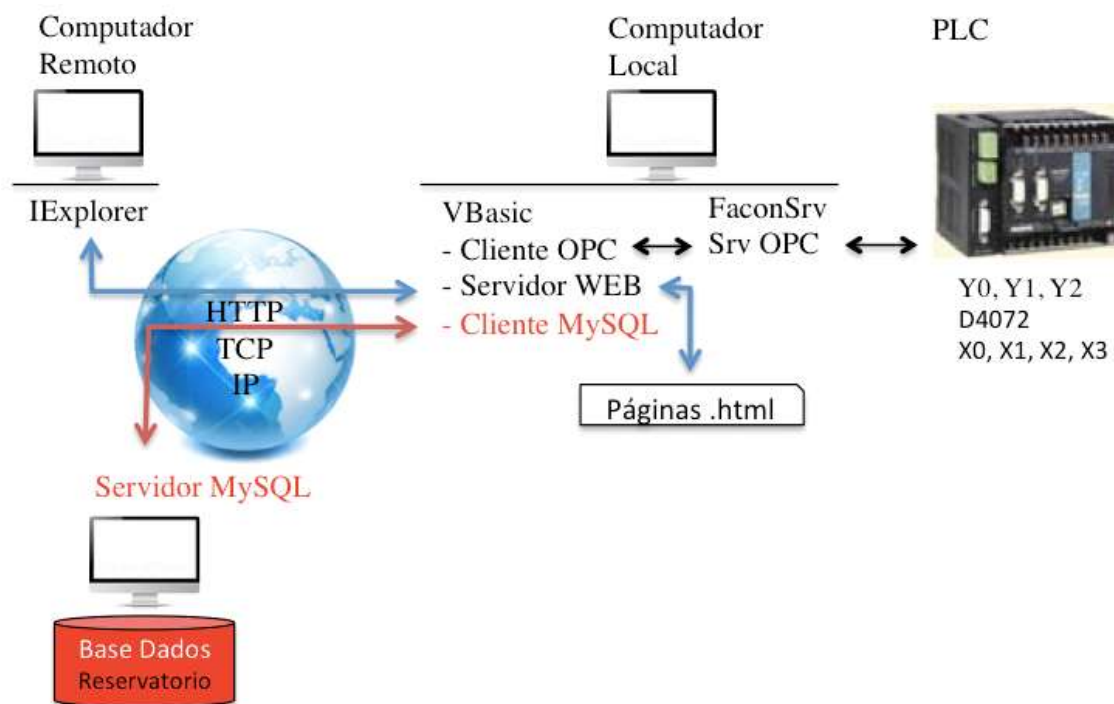 Computador
Remoto
Computador
Local
PLC
IExplorer
VBasic
- Cliente OPC
- Servidor WEB
- Cliente MySQL
FaconSrv
Srv OPC
HTTP
TCP
IP
Y0, Y1, Y2
D4072
X0, X1, X2, X3
Páginas .html
Servidor MySQL
Base Dados
Reservatorio